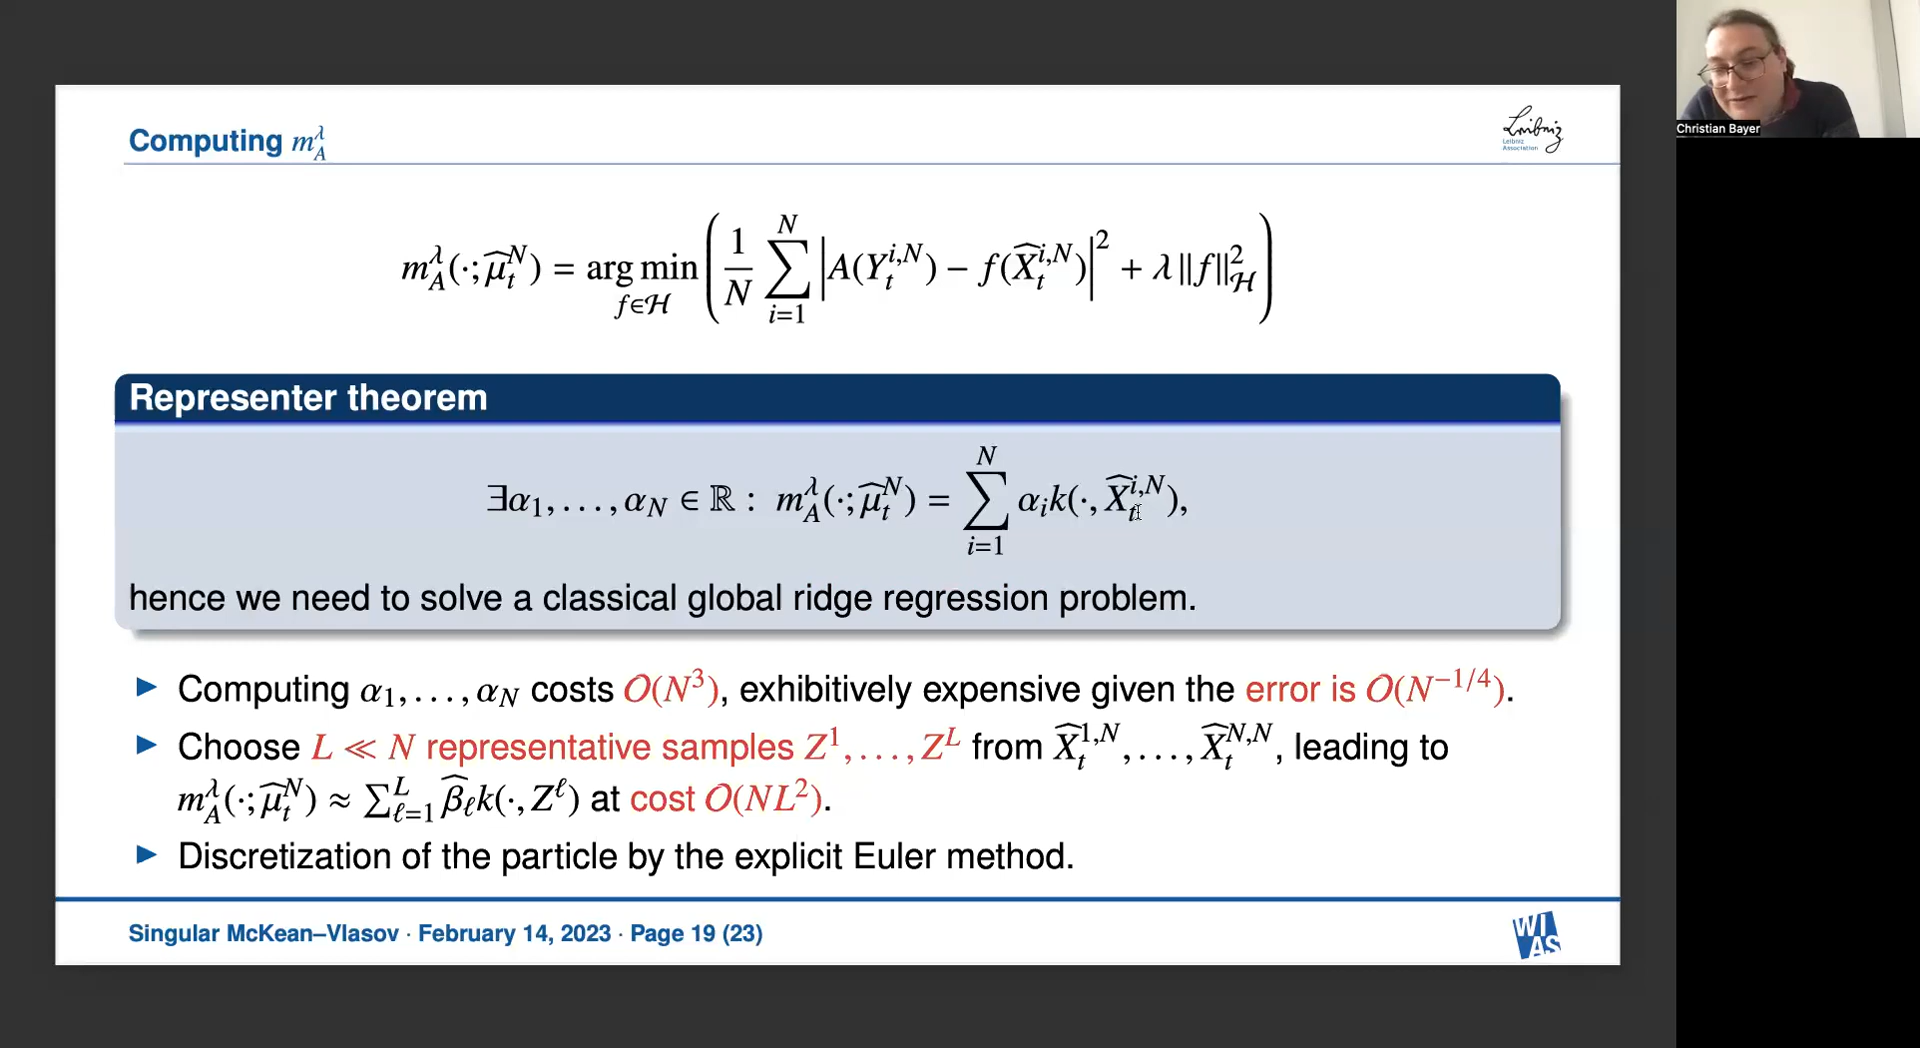 Computing $m_A^\lambda$
Leibniz
Leibniz
Association
Christian Bayer
$m_A^\lambda(\cdot; \widehat{\mu}_t^N) = \underset{f \in \mathcal{H}}{\arg\min} \left( \frac{1}{N} \sum_{i=1}^N \left| A(Y_t^{i,N}) - f(\widehat{X}_t^{i,N}) \right|^2 + \lambda \|f\|_{\mathcal{H}}^2 \right)$
Representer theorem
$\exists \alpha_1, \ldots, \alpha_N \in \mathbb{R} : m_A^\lambda(\cdot; \widehat{\mu}_t^N) = \sum_{i=1}^N \alpha_i k(\cdot, \widehat{X}_t^{i,N}),$
hence we need to solve a classical global ridge regression problem.
▶ Computing $\alpha_1, \ldots, \alpha_N$ costs $O(N^3)$, exhibitively expensive given the error is $O(N^{-1/4})$.
▶ Choose $L \ll N$ representative samples $Z^1, \ldots, Z^L$ from $\widehat{X}_t^{1,N}, \ldots, \widehat{X}_t^{N,N}$, leading to
$m_A^\lambda(\cdot; \widehat{\mu}_t^N) \approx \sum_{\ell=1}^L \widehat{\beta}_\ell k(\cdot, Z^\ell)$ at cost $O(NL^2)$.
▶ Discretization of the particle by the explicit Euler method.
Singular McKean–Vlasov · February 14, 2023 · Page 19 (23)
WI
AS